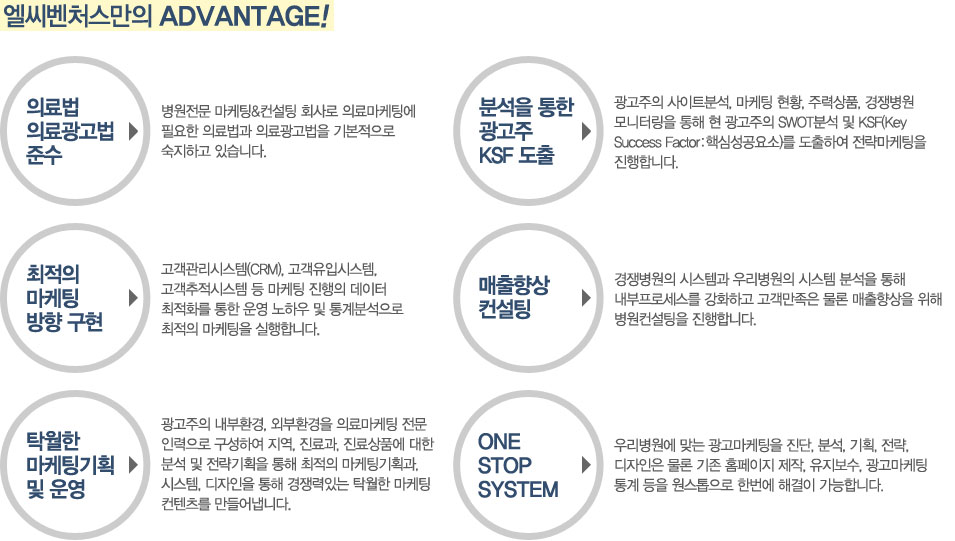 엘씨벤처스만의 ADVANTAGE!
의료법
의료광고법
준수
병원전문 마케팅&컨설팅 회사로 의료마케팅에
필요한 의료법과 의료광고법을 기본적으로
숙지하고 있습니다.
분석을 통한
광고주
KSF 도출
광고주의 사이트분석, 마케팅 현황, 주력상품, 경쟁병원
모니터링을 통해 현 광고주의 SWOT분석 및 KSF(Key
Success Factor:핵심성공요소)를 도출하여 전략마케팅을
진행합니다.
최적의
마케팅
방향 구현
고객관리시스템(CRM), 고객유입시스템,
고객추적시스템 등 마케팅 진행의 데이터
최적화를 통한 운영 노하우 및 통계분석으로
최적의 마케팅을 실행합니다.
매출향상
컨설팅
경쟁병원의 시스템과 우리병원의 시스템 분석을 통해
내부프로세스를 강화하고 고객만족은 물론 매출향상을 위해
병원컨설팅을 진행합니다.
탁월한
마케팅기획
및 운영
광고주의 내부환경, 외부환경을 의료마케팅 전문
인력으로 구성하여 지역, 진료과, 진료상품에 대한
분석 및 전략기획을 통해 최적의 마케팅기획과,
시스템, 디자인을 통해 경쟁력있는 탁월한 마케팅
컨텐츠를 만들어냅니다.
ONE
STOP
SYSTEM
우리병원에 맞는 광고마케팅을 진단, 분석, 기획, 전략,
디자인은 물론 기존 홈페이지 제작, 유지보수, 광고마케팅
통계 등을 원스톱으로 한번에 해결이 가능합니다.